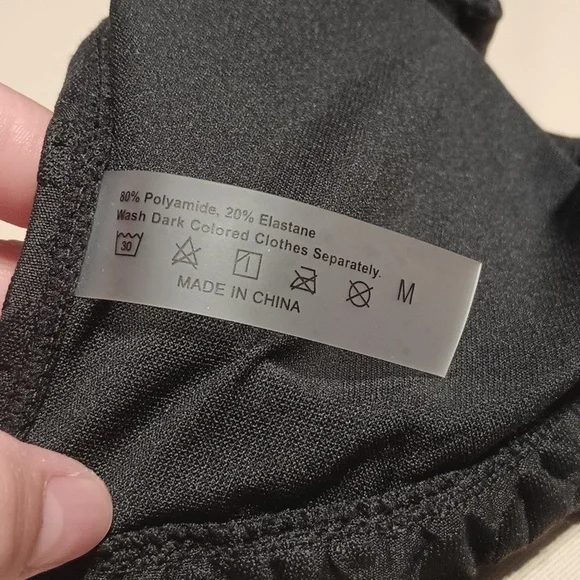 80% Polyamide, 20% Elastane
Wash Dark Colored Clothes Separately.
30
M
MADE IN CHINA